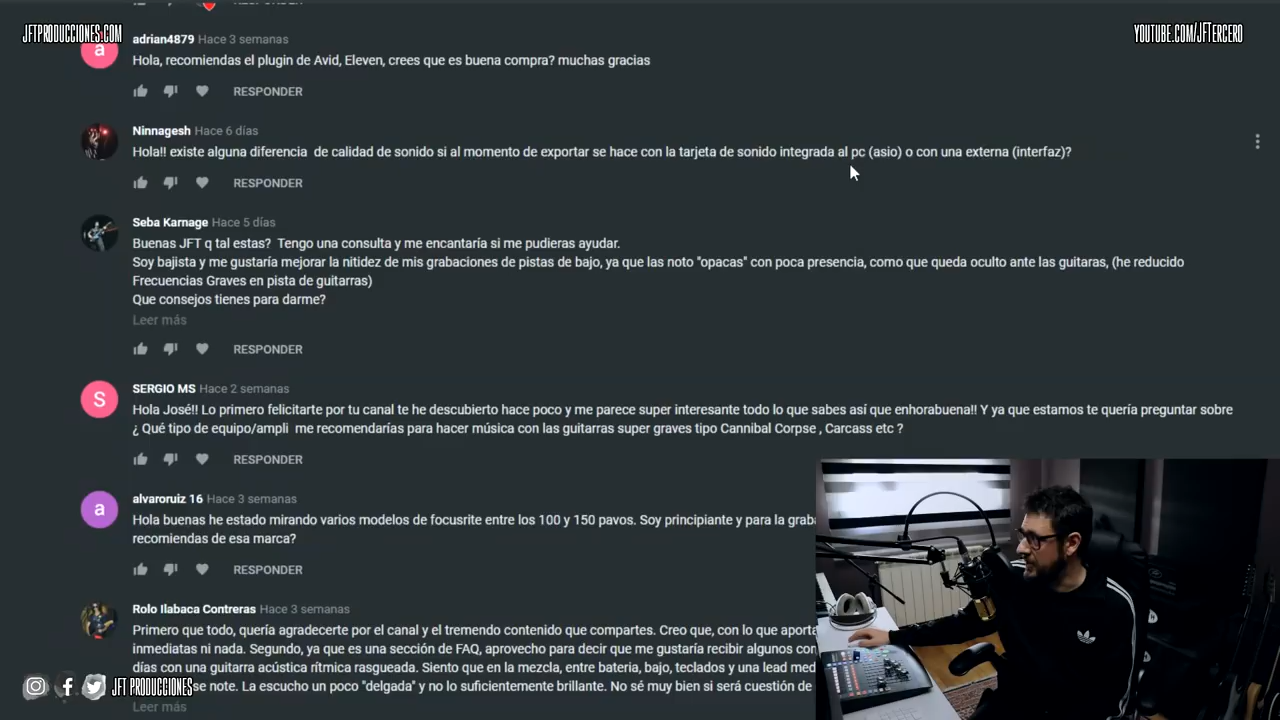 JFTPRODUCCIONES.COM
YOUTUBE.COM/JFTERCERO
RESPONDER
adrian4879 Hace 3 semanas
a
Hola, recomiendas el plugin de Avid, Eleven, crees que es buena compra? muchas gracias
RESPONDER
Ninnagesh Hace 6 días
Hola!! existe alguna diferencia de calidad de sonido si al momento de exportar se hace con la tarjeta de sonido integrada al pc (asio) o con una externa (interfaz)?
RESPONDER
Seba Karnage Hace 5 días
Buenas JFT q tal estas? Tengo una consulta y me encantaría si me pudieras ayudar.
Soy bajista y me gustaría mejorar la nitidez de mis grabaciones de pistas de bajo, ya que las noto "opacas" con poca presencia, como que queda oculto ante las guitaras, (he reducido
Frecuencias Graves en pista de guitarras)
Que consejos tienes para darme?
Leer más
RESPONDER
SERGIO MS Hace 2 semanas
S
Hola José!! Lo primero felicitarte por tu canal te he descubierto hace poco y me parece super interesante todo lo que sabes así que enhorabuena!! Y ya que estamos te quería preguntar sobre
¿ Qué tipo de equipo/ampli me recomendarías para hacer música con las guitarras super graves tipo Cannibal Corpse , Carcass etc ?
RESPONDER
alvaroruiz 16 Hace 3 semanas
a
Hola buenas he estado mirando varios modelos de focusrite entre los 100 y 150 pavos. Soy principiante y para la graba
recomiendas de esa marca?
RESPONDER
Rolo Ilabaca Contreras Hace 3 semanas
Primero que todo, quería agradecerte por el canal y el tremendo contenido que compartes. Creo que, con lo que aporta
inmediatas ni nada. Segundo, ya que es una sección de FAQ, aprovecho para decir que me gustaría recibir algunos con
días con una guitarra acústica rítmica rasgueada. Siento que en la mezcla, entre bateria, bajo, teclados y una lead med
se note. La escucho un poco "delgada" y no lo suficientemente brillante. No sé muy bien si será cuestión de
JFT PRODUCCIONES
Leer más